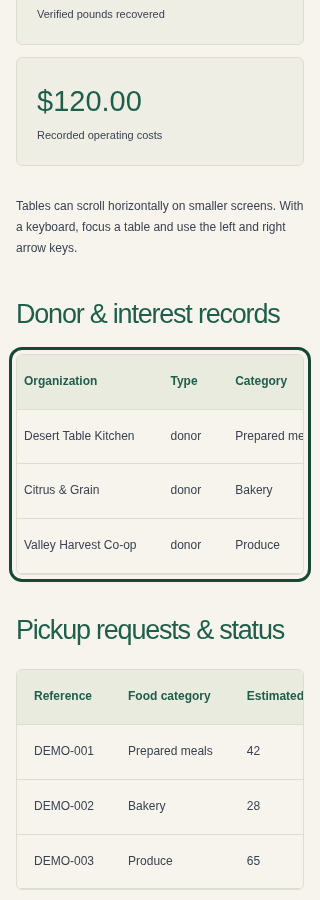 Verified pounds recovered
$120.00
Recorded operating costs
Tables can scroll horizontally on smaller screens. With
a keyboard, focus a table and use the left and right
arrow keys.
Donor & interest records
Organization Type Category
Desert Table Kitchen donor Prepared me
Citrus & Grain donor Bakery
Valley Harvest Co-op donor Produce
Pickup requests & status
Reference Food category Estimated
DEMO-001 Prepared meals 42
DEMO-002 Bakery 28
DEMO-003 Produce 65